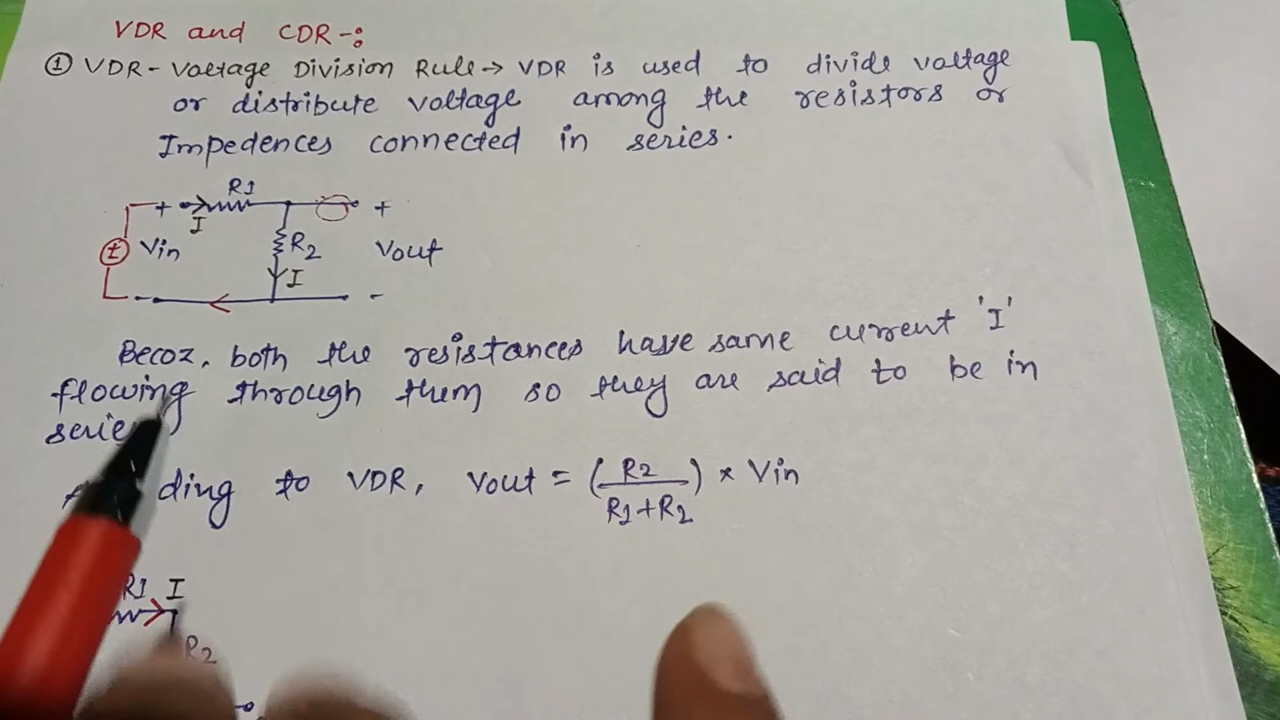 VDR and CDR-:
① VDR - Voltage Division Rule → VDR is used to divide voltage
or distribute voltage among the resistors or
Impedences connected in series.
R1
+ I +
± Vin R2 Vout
I
- -
Becoz, both the resistances have same current 'I'
flowing through them so they are said to be in
ding to VDR, Vout = (R2/R1+R2) × Vin
R1 I
R2